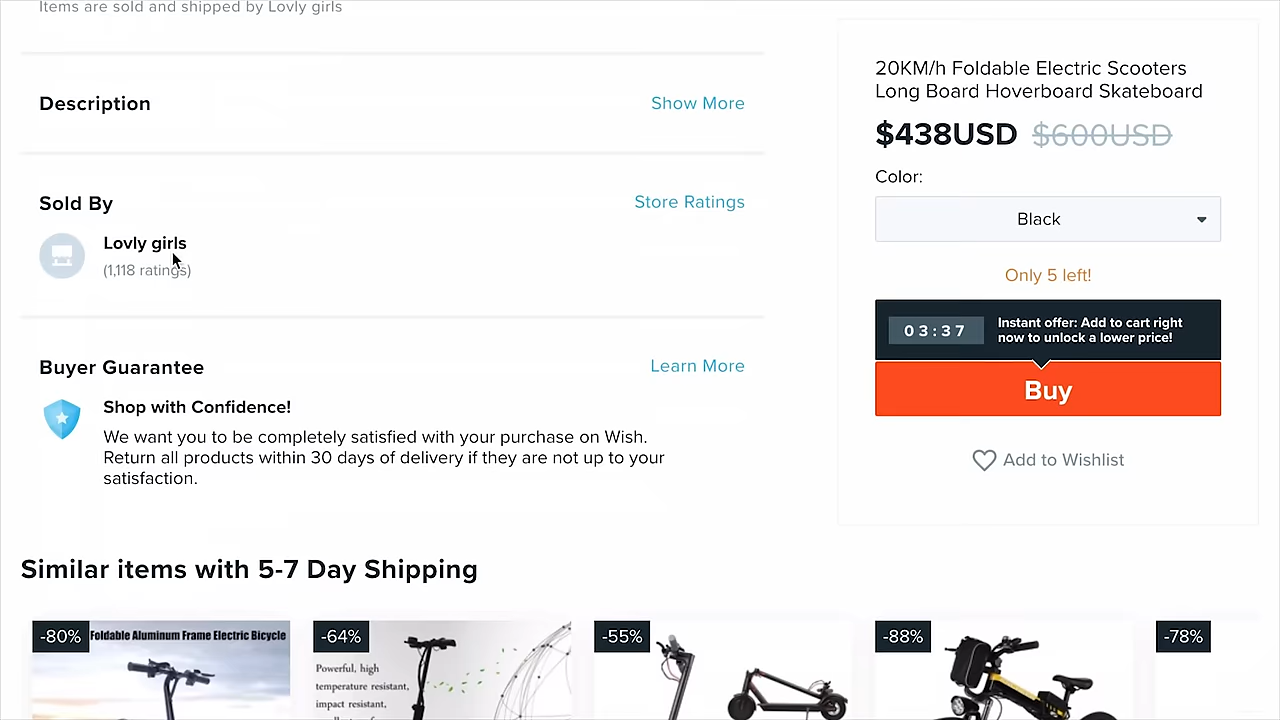 Items are sold and shipped by Lovly girls
Description
Show More
Sold By
Store Ratings
Lovly girls
(1,118 ratings)
Buyer Guarantee
Learn More
Shop with Confidence!
We want you to be completely satisfied with your purchase on Wish.
Return all products within 30 days of delivery if they are not up to your
satisfaction.
20KM/h Foldable Electric Scooters
Long Board Hoverboard Skateboard
$438USD $600USD
Color:
Black
Only 5 left!
03:37
Instant offer: Add to cart right
now to unlock a lower price!
Buy
Add to Wishlist
Similar items with 5-7 Day Shipping
-80%
Foldable Aluminum Frame Electric Bicycle
-64%
Powerful, high
temperature resistant,
impact resistant,
-55%
-88%
-78%